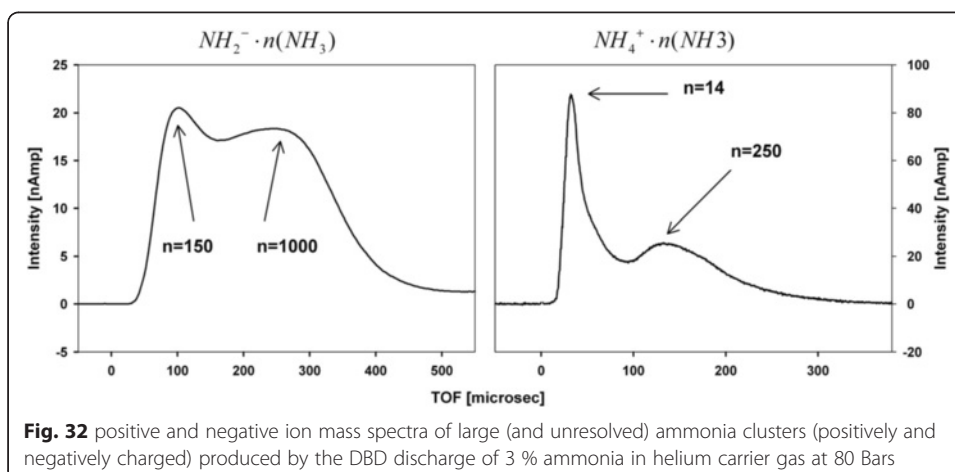 NH₂⁻ · n(NH₃)
NH₄⁺ · n(NH3)
25
20
15
10
5
0
-5
Intensity [nAmp]
n=150
n=1000
0
100
200
300
400
500
n=14
n=250
100
80
60
40
20
0
-20
Intensity [nAmp]
0
100
200
300
TOF [microsec]
Fig. 32 positive and negative ion mass spectra of large (and unresolved) ammonia clusters (positively and
negatively charged) produced by the DBD discharge of 3 % ammonia in helium carrier gas at 80 Bars